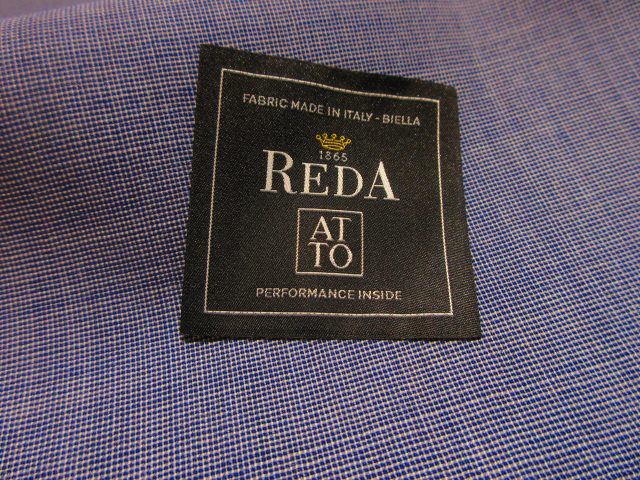 FABRIC MADE IN ITALY - BIELLA
1865
REDA
AT
TO
PERFORMANCE INSIDE